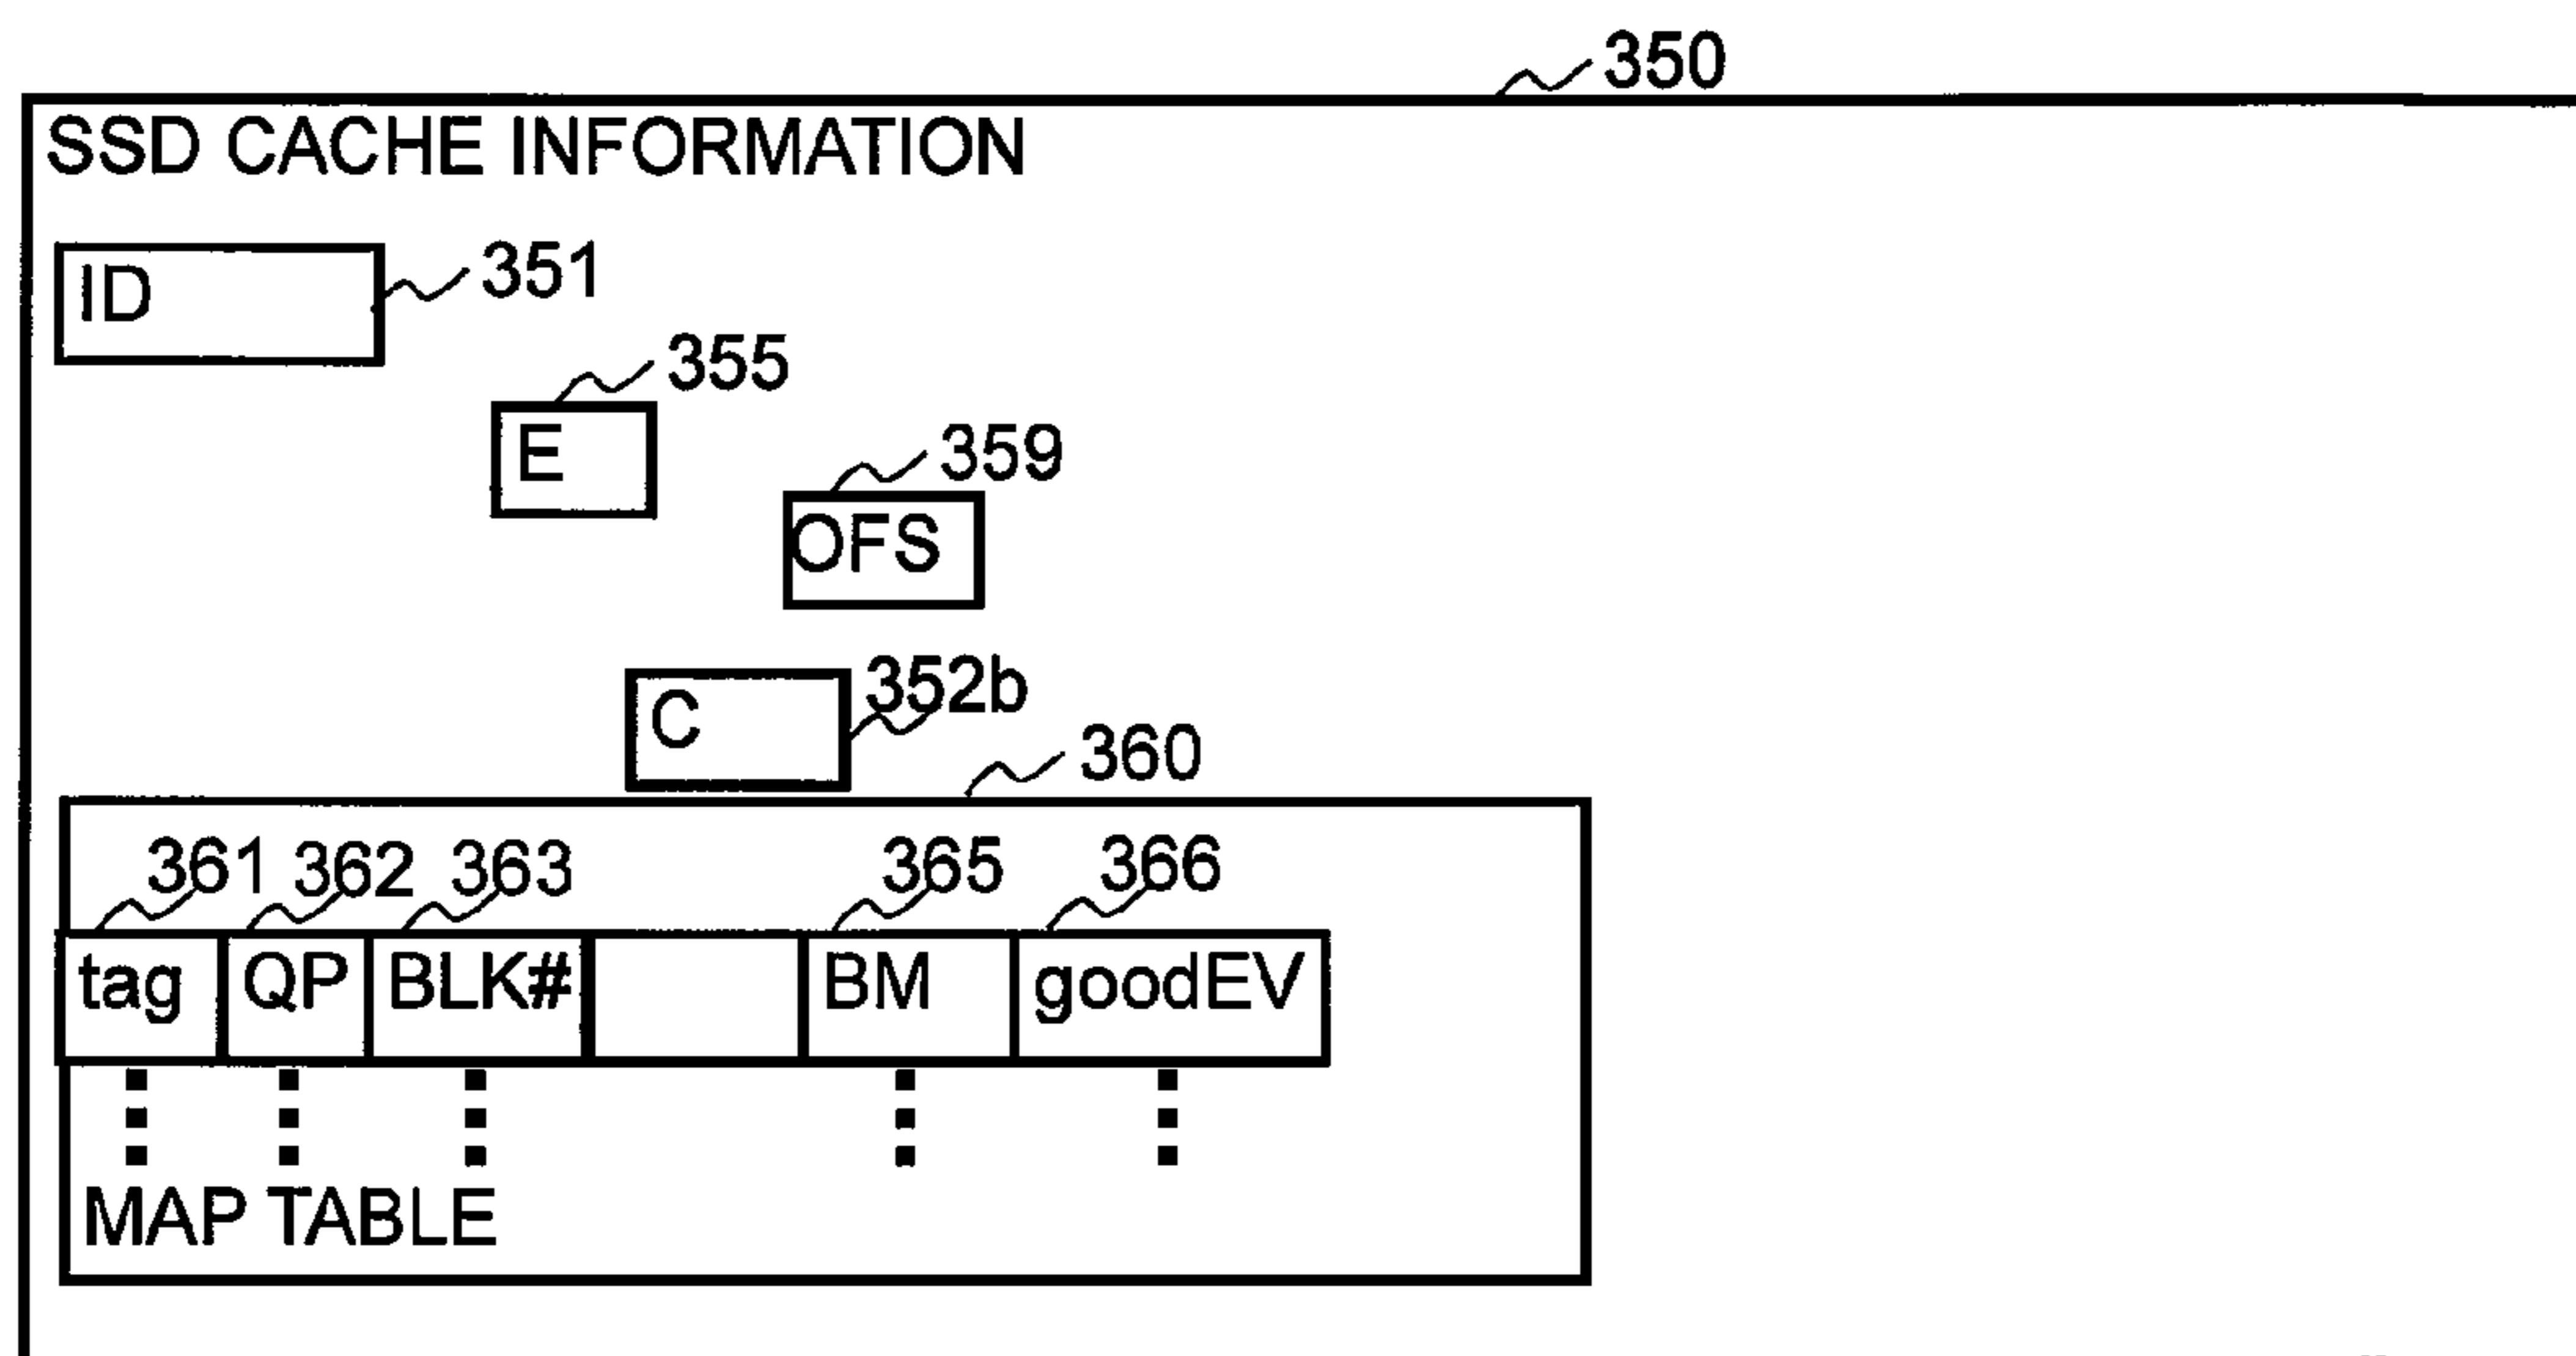 350
SSD CACHE INFORMATION
ID 351
355
E
359
OFS
352b
C
360
361 362 363 365 366
tag QP BLK# BM goodEV
MAP TABLE